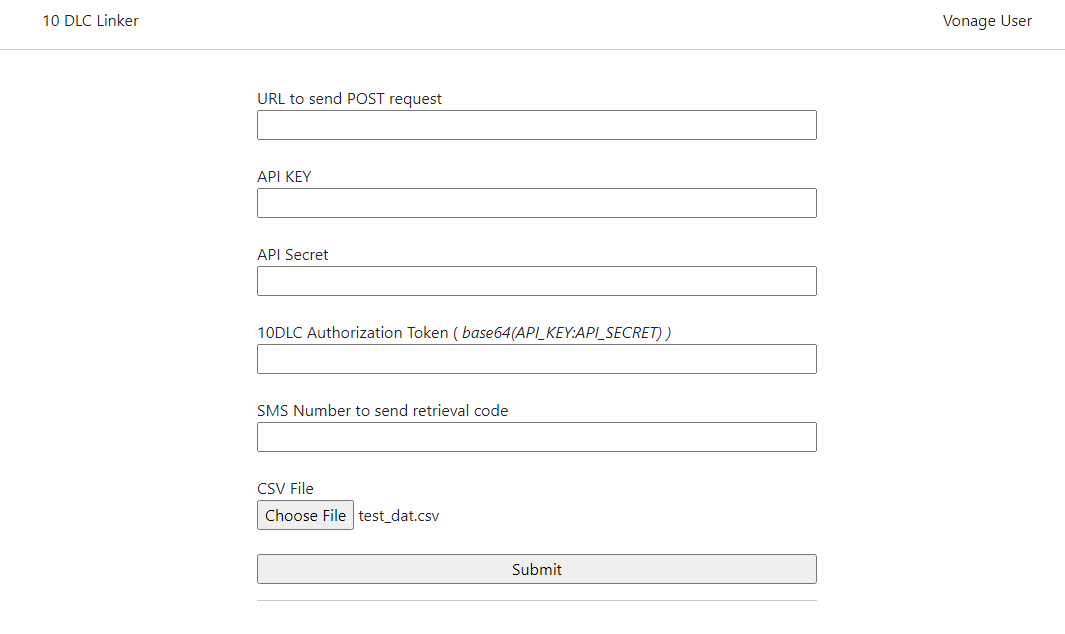 10 DLC Linker
Vonage User
URL to send POST request
API KEY
API Secret
10DLC Authorization Token ( base64(API_KEY:API_SECRET) )
SMS Number to send retrieval code
CSV File
Choose File test_dat.csv
Submit